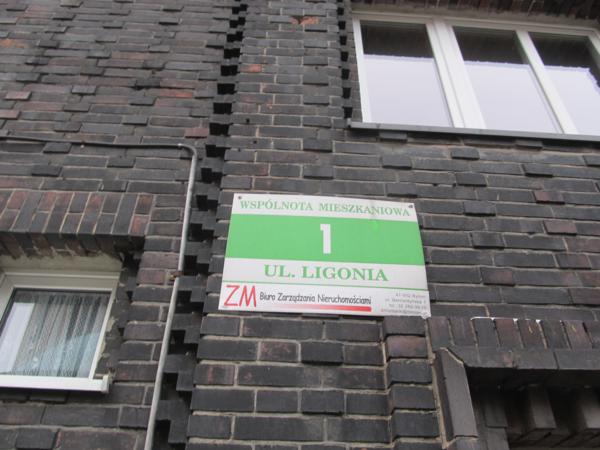 WSPÓLNOTA MIESZKANIOWA
1
UL. LIGONIA
ZM Biuro Zarządzania Nieruchomościami